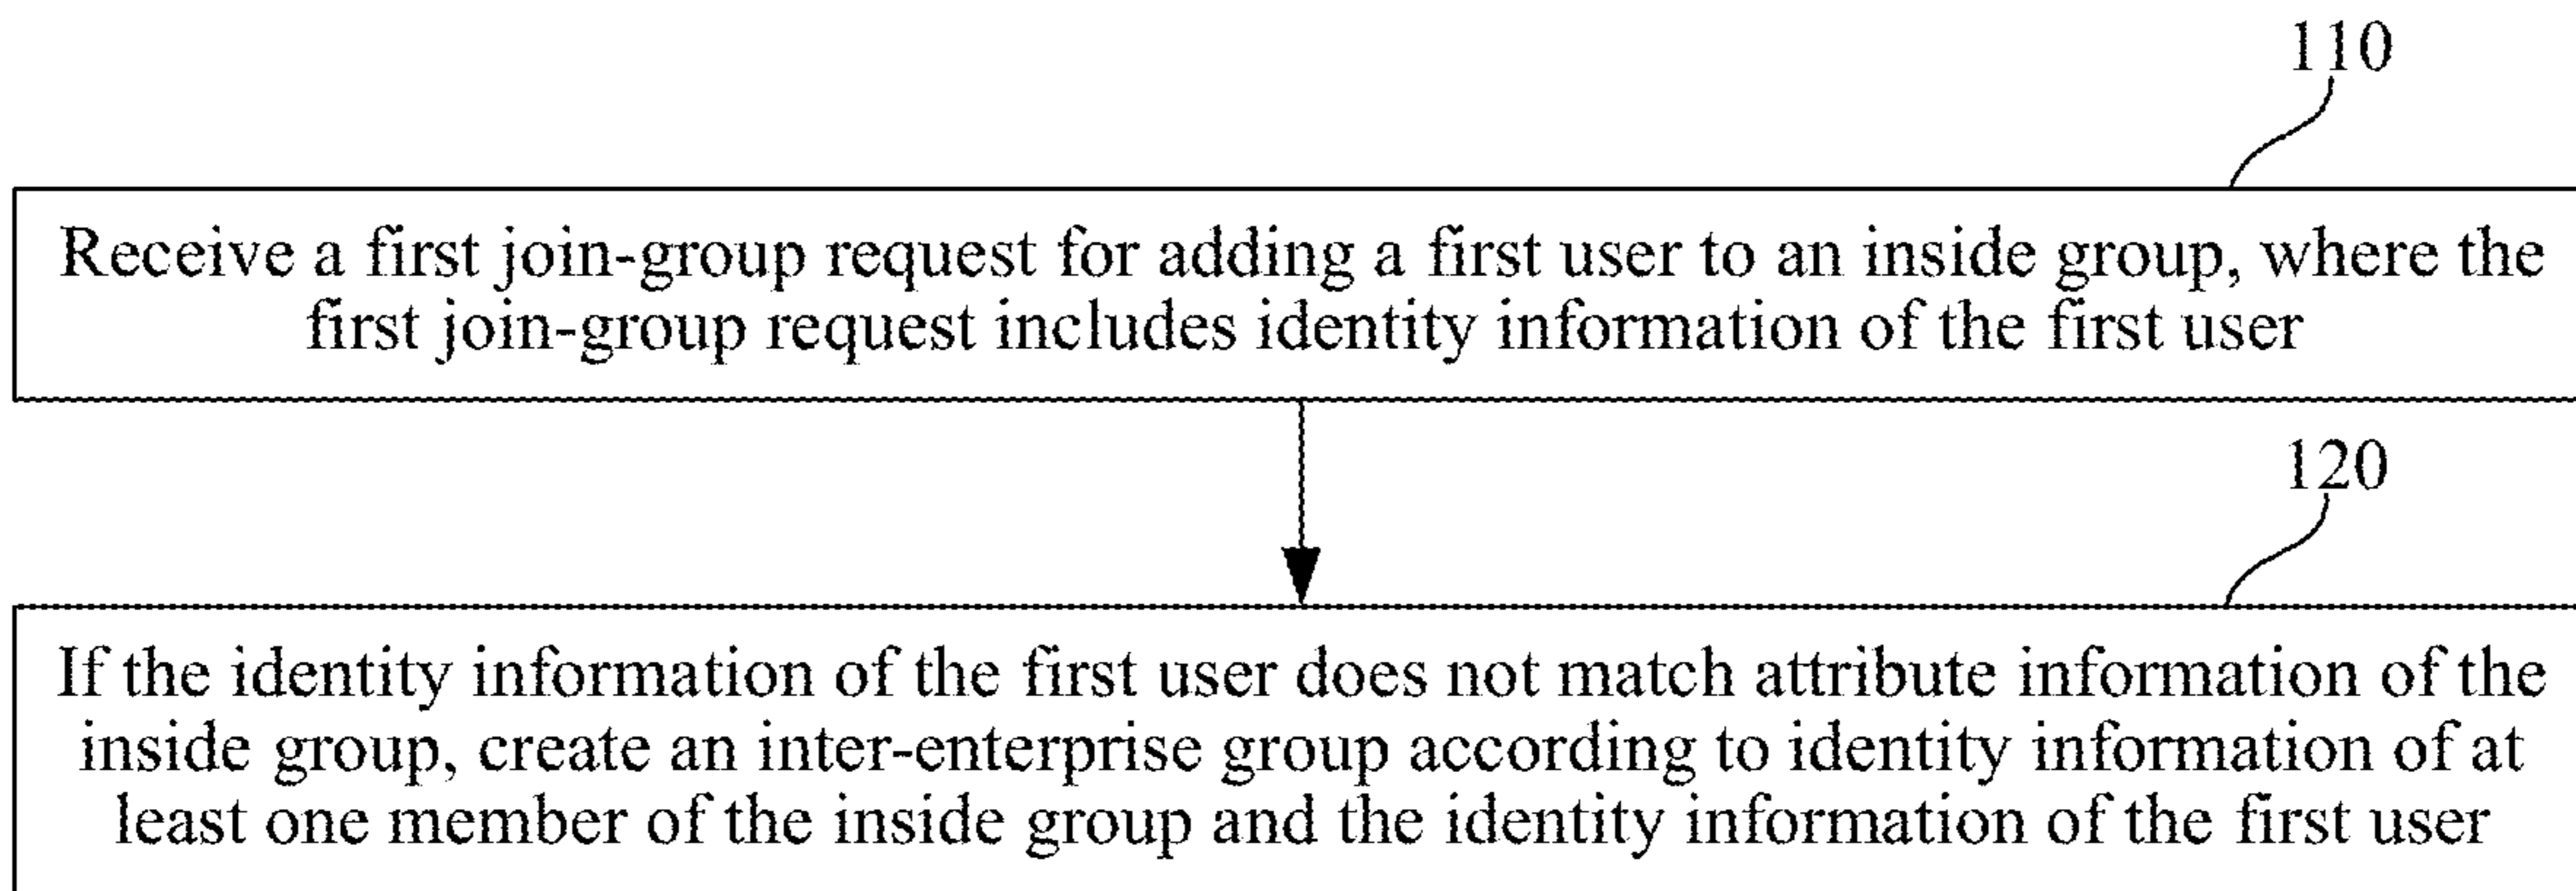 110
Receive a first join-group request for adding a first user to an inside group, where the
first join-group request includes identity information of the first user
120
If the identity information of the first user does not match attribute information of the
inside group, create an inter-enterprise group according to identity information of at
least one member of the inside group and the identity information of the first user